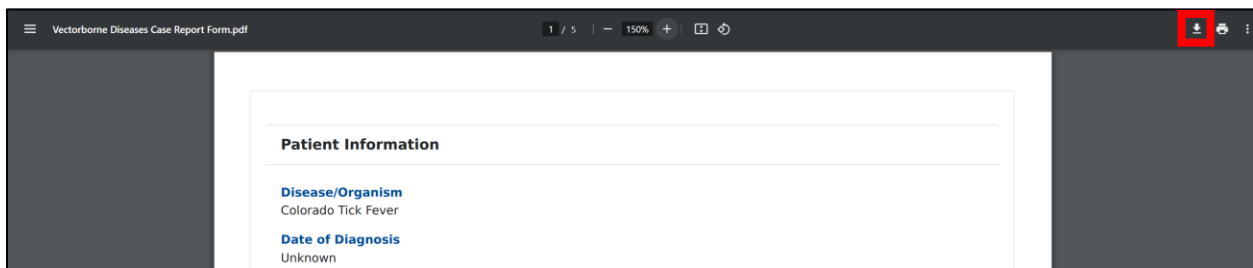 Vectorborne Diseases Case Report Form.pdf
1 / 5 | − 150% +
Patient Information
Disease/Organism
Colorado Tick Fever
Date of Diagnosis
Unknown